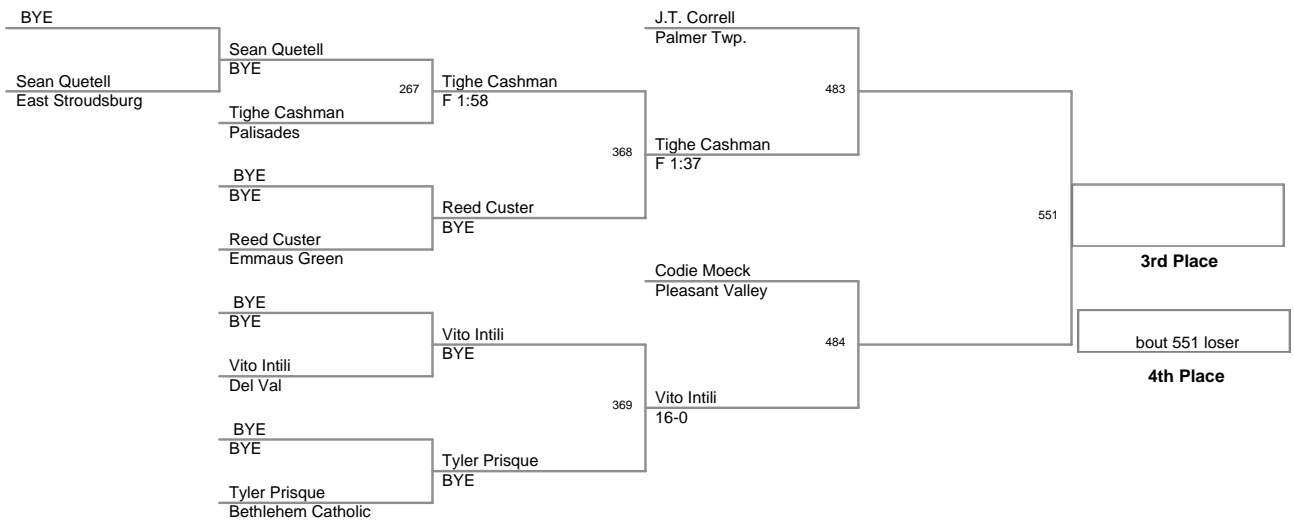 BYE
Sean Quetell
East Stroudsburg
Sean Quetell
BYE
267
Tighe Cashman
Palisades
BYE
BYE
Reed Custer
Emmaus Green
BYE
BYE
Vito Intili
Del Val
BYE
BYE
Tyler Prisque
Bethlehem Catholic
Tighe Cashman
F 1:58
368
Reed Custer
BYE
Vito Intili
BYE
369
Tyler Prisque
BYE
J.T. Correll
Palmer Twp.
483
Tighe Cashman
F 1:37
Codie Moeck
Pleasant Valley
484
Vito Intili
16-0
551
3rd Place
bout 551 loser
4th Place